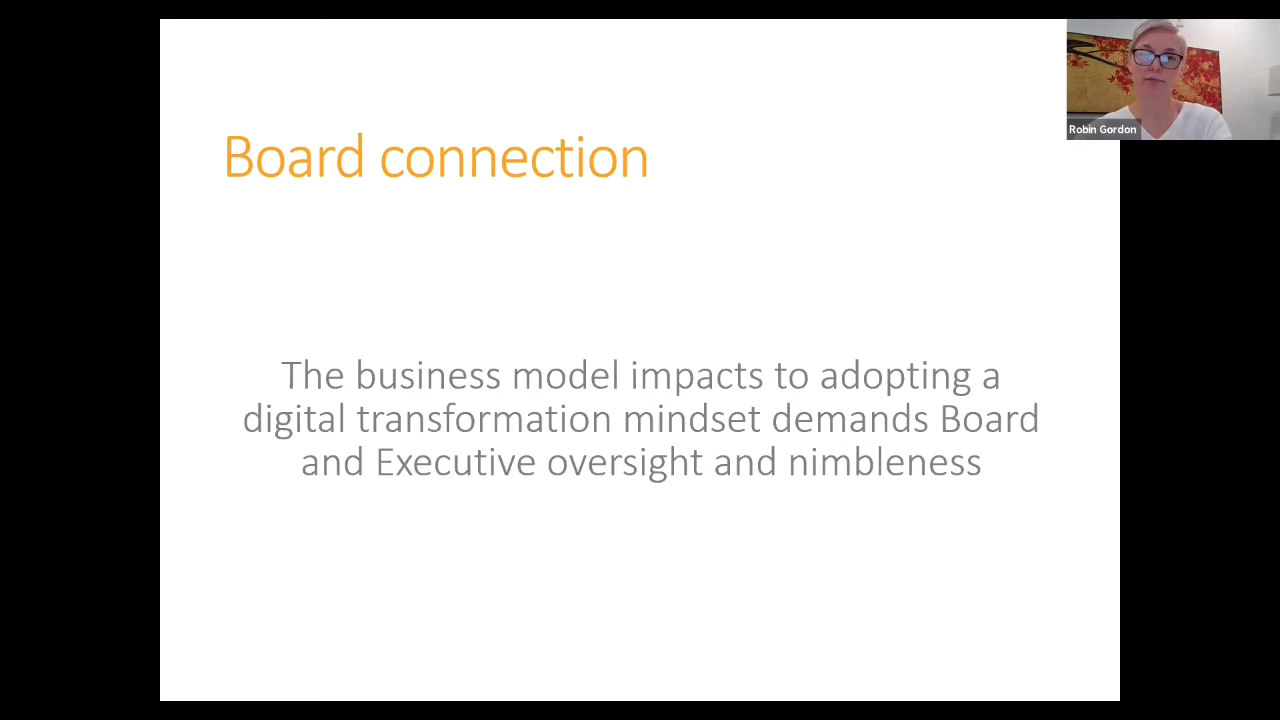 Board connection
The business model impacts to adopting a
digital transformation mindset demands Board
and Executive oversight and nimbleness
Robin Gordon